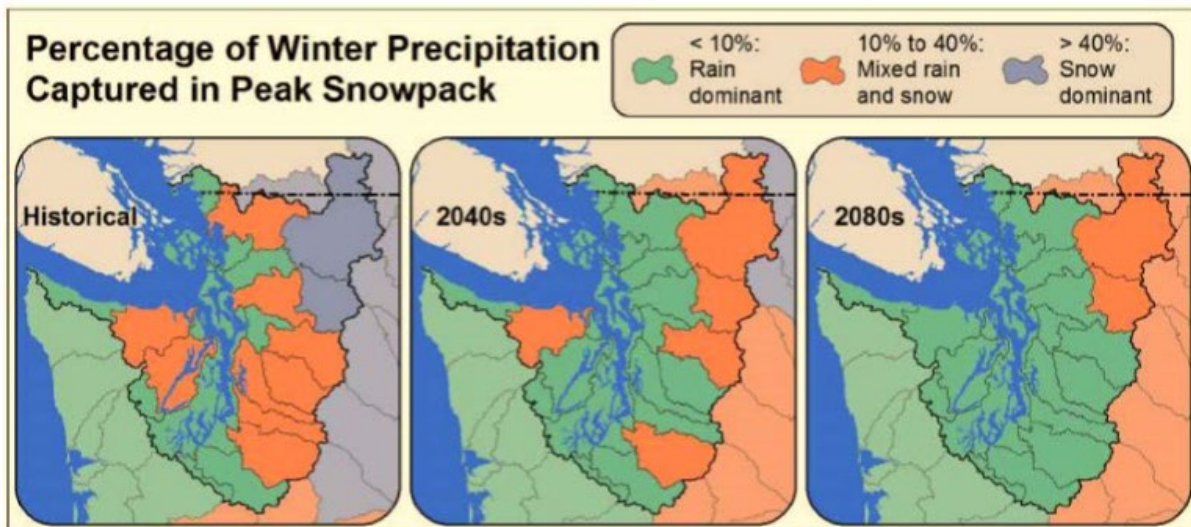 Percentage of Winter Precipitation
Captured in Peak Snowpack
< 10%:
Rain
dominant
10% to 40%:
Mixed rain
and snow
> 40%:
Snow
dominant
Historical
2040s
2080s